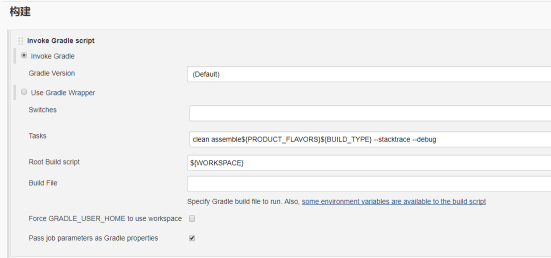 构建
Invoke Gradle script
Invoke Gradle
Gradle Version
(Default)
Use Gradle Wrapper
Switches
Tasks
clean assemble${PRODUCT_FLAVORS}${BUILD_TYPE} --stacktrace --debug
Root Build script
${WORKSPACE}
Build File
Specify Gradle build file to run. Also, some environment variables are available to the build script
Force GRADLE_USER_HOME to use workspace
Pass job parameters as Gradle properties